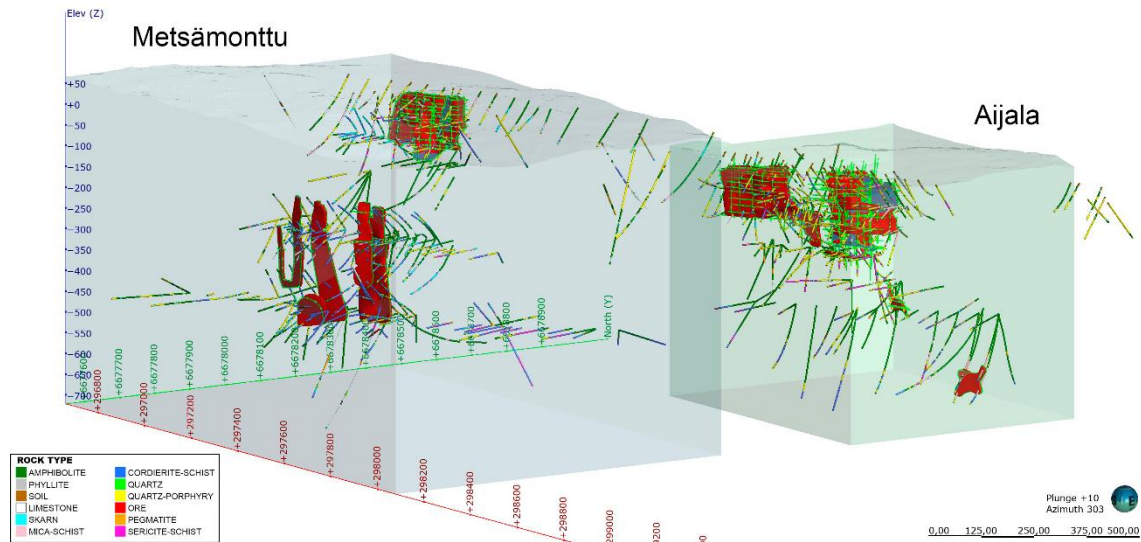 Elev (Z)
Metsämonttu
Aijala
+50
+0
-50
-100
-150
-200
-250
-300
-350
-400
-450
-500
-550
-600
-650
-700
+6677700
+6677800
+6677900
+6678000
+6678100
+6678500
+6678900
North (Y)
+296800
+297000
+297200
+297400
+297600
+297800
+298000
+298200
+298400
+298600
+298800
+299000
ROCK TYPE
AMPHIBOLITE
PHYLLITE
SOIL
LIMESTONE
SKARN
MICA-SCHIST
CORDIERITE-SCHIST
QUARTZ
QUARTZ-PORPHYRY
ORE
PEGMATITE
SERICITE-SCHIST
Plunge +10
Azimuth 303
0,00 125,00 250,00 375,00 500,00